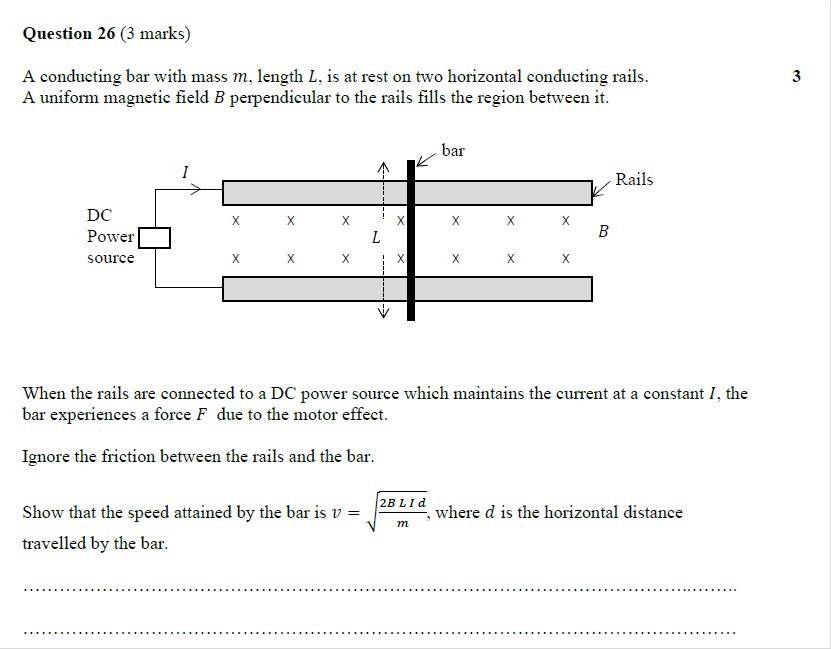 Question 26 (3 marks)
A conducting bar with mass m, length L, is at rest on two horizontal conducting rails. 3
A uniform magnetic field B perpendicular to the rails fills the region between it.
bar
I
Rails
DC
Power
source
x x x x x x x
L
B
x x x x x x x
When the rails are connected to a DC power source which maintains the current at a constant I, the
bar experiences a force F due to the motor effect.
Ignore the friction between the rails and the bar.
Show that the speed attained by the bar is v = √(2B L I d / m), where d is the horizontal distance
travelled by the bar.